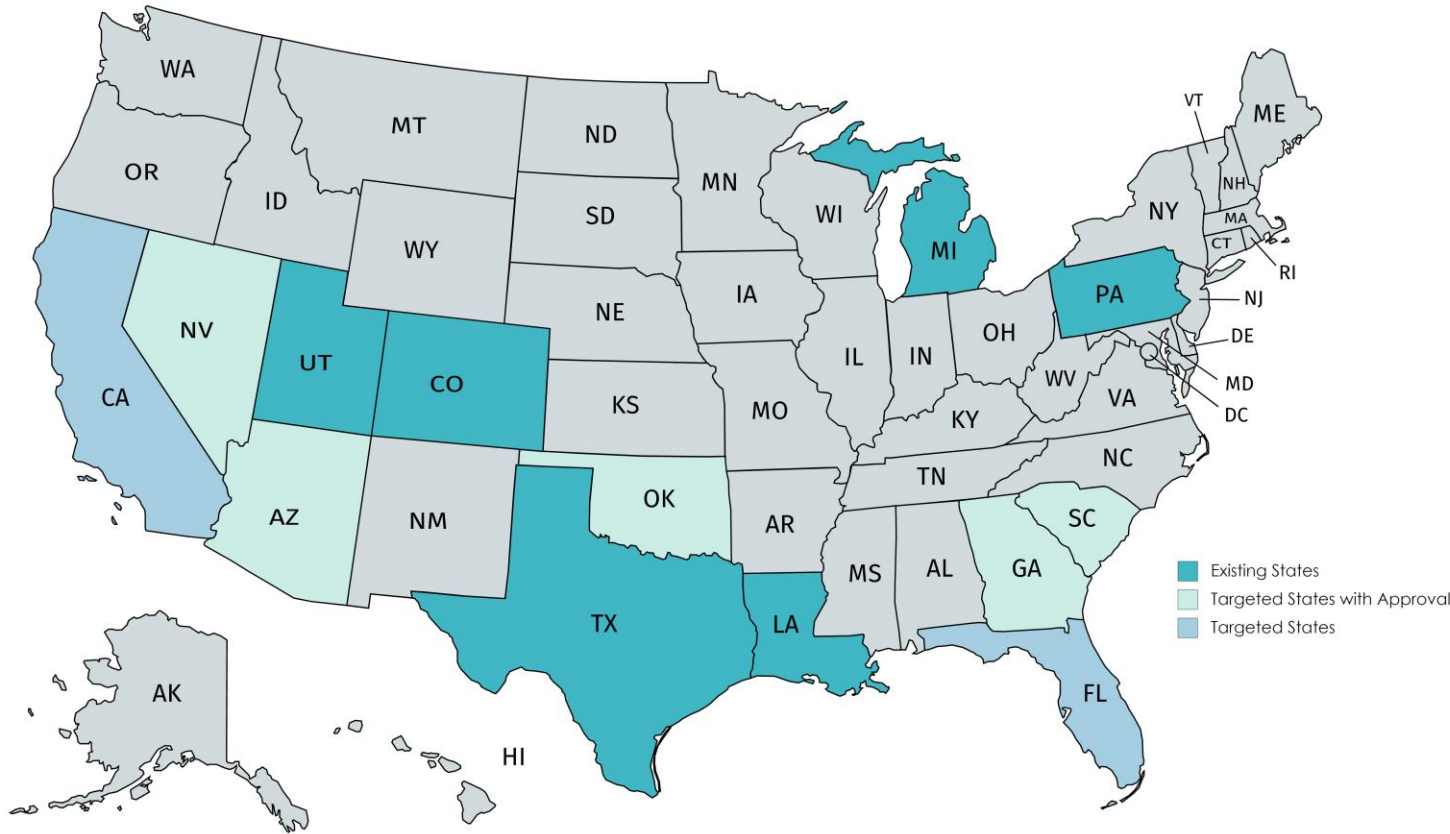 WA
MT
ND
MN
VT
ME
OR
ID
SD
WI
NY
NH
MA
CT
RI
WY
MI
IA
NE
PA
NJ
NV
UT
CO
IL
IN
OH
DE
CA
KS
MO
WV
VA
MD
DC
KY
NC
AZ
NM
OK
AR
TN
SC
MS
AL
GA
TX
LA
Existing States
Targeted States with Approval
Targeted States
AK
HI
FL